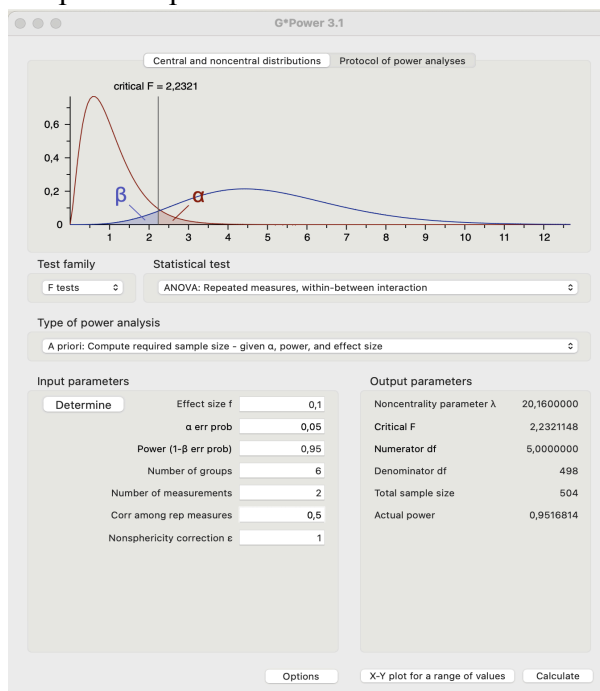 G*Power 3.1
Central and noncentral distributions Protocol of power analyses
critical F = 2,2321
0,6
0,4
0,2
0
β
α
1 2 3 4 5 6 7 8 9 10 11 12
Test family Statistical test
F tests ANOVA: Repeated measures, within-between interaction
Type of power analysis
A priori: Compute required sample size - given α, power, and effect size
Input parameters Output parameters
Determine Effect size f 0,1 Noncentrality parameter λ 20,1600000
α err prob 0,05 Critical F 2,2321148
Power (1-β err prob) 0,95 Numerator df 5,0000000
Number of groups 6 Denominator df 498
Number of measurements 2 Total sample size 504
Corr among rep measures 0,5 Actual power 0,9516814
Nonsphericity correction ε 1
Options X-Y plot for a range of values Calculate